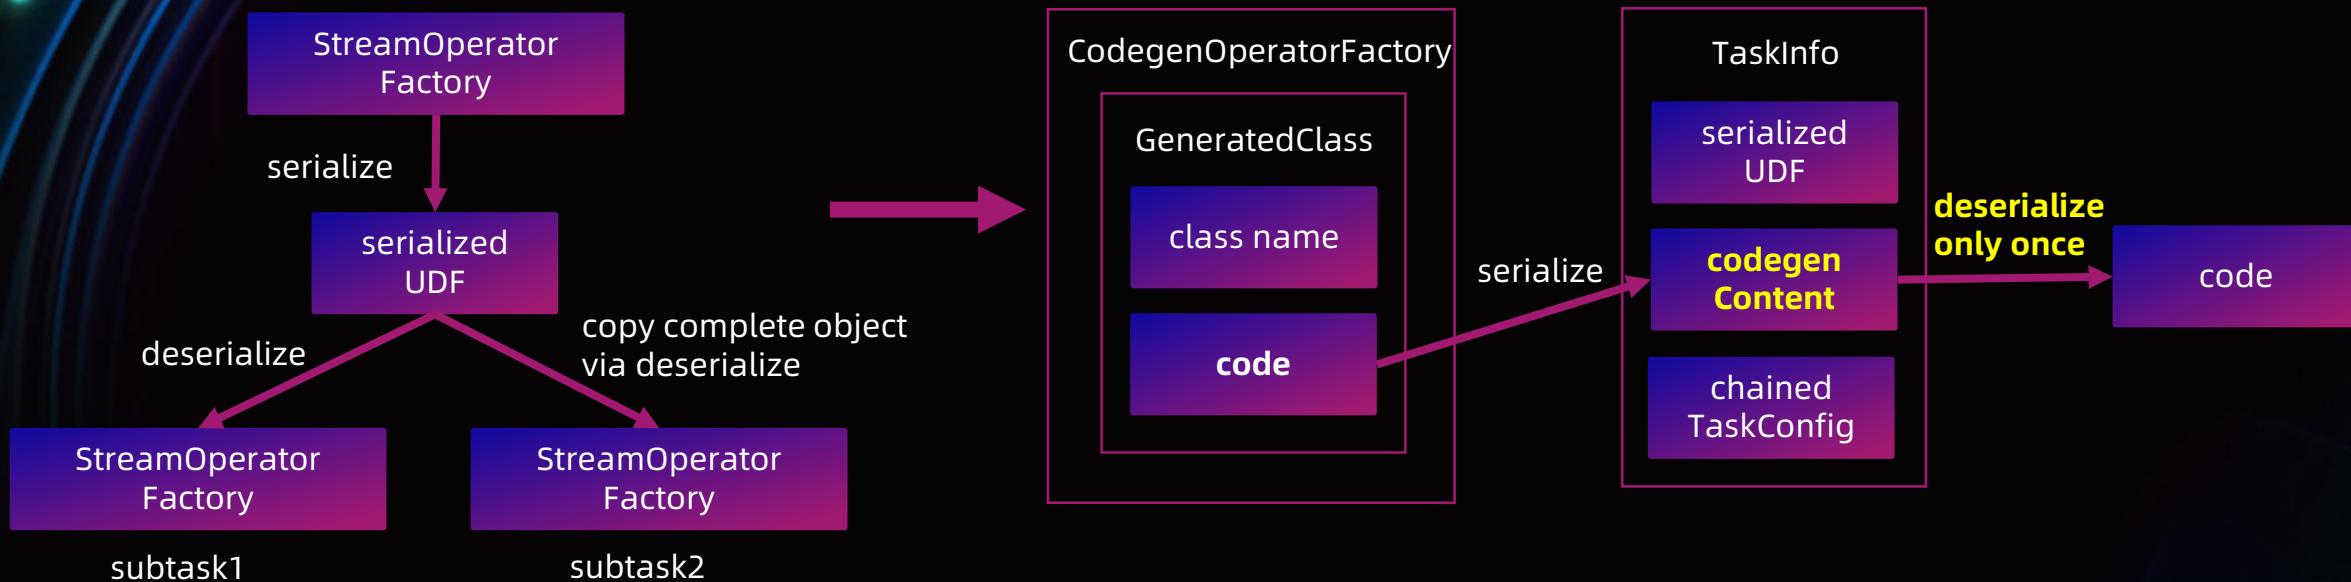 StreamOperator
Factory
serialize
serialized
UDF
deserialize
copy complete object
via deserialize
StreamOperator
Factory
StreamOperator
Factory
subtask1
subtask2
CodegenOperatorFactory
GeneratedClass
class name
code
serialize
TaskInfo
serialized
UDF
codegen
Content
chained
TaskConfig
deserialize
only once
code